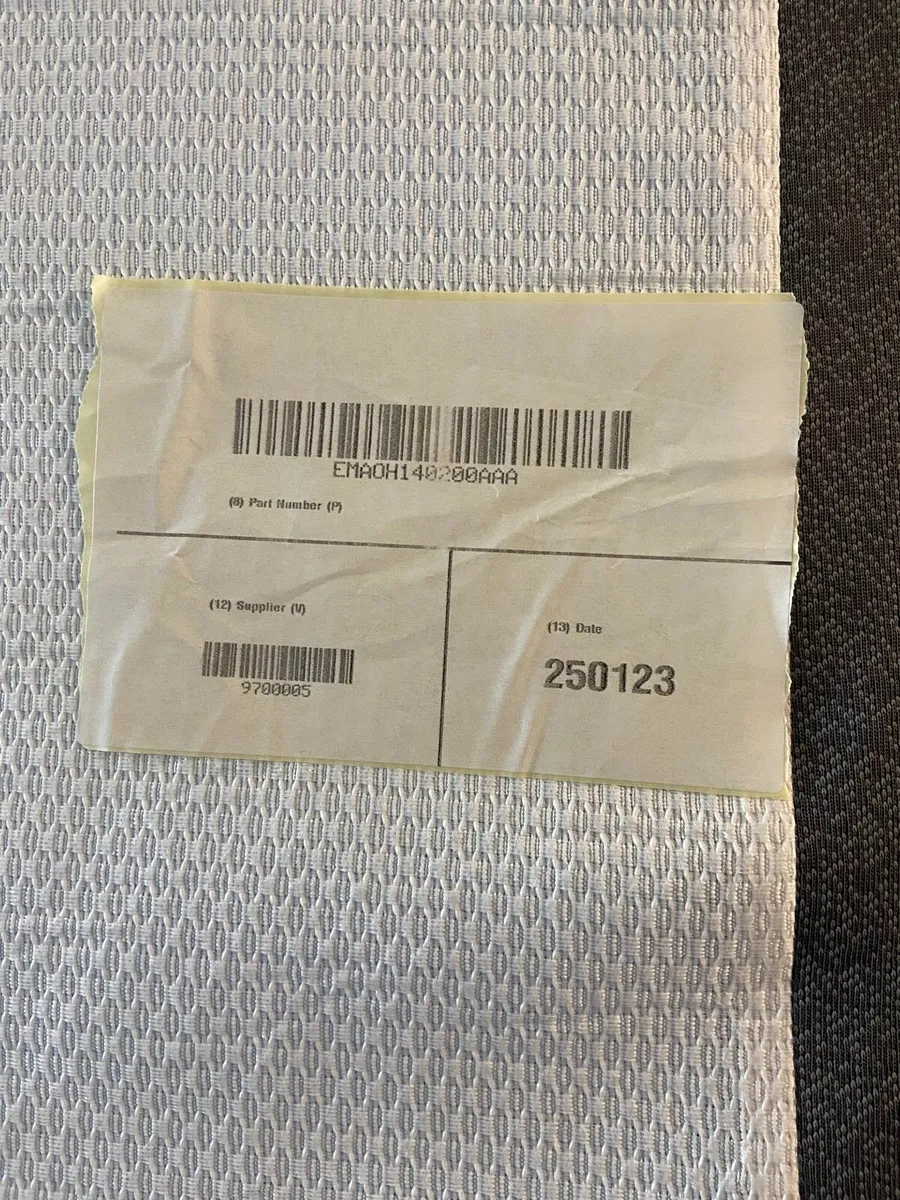 EMAOH140200AAA
(8) Part Number (P)
(12) Supplier (V)
9700005
(13) Date
250123